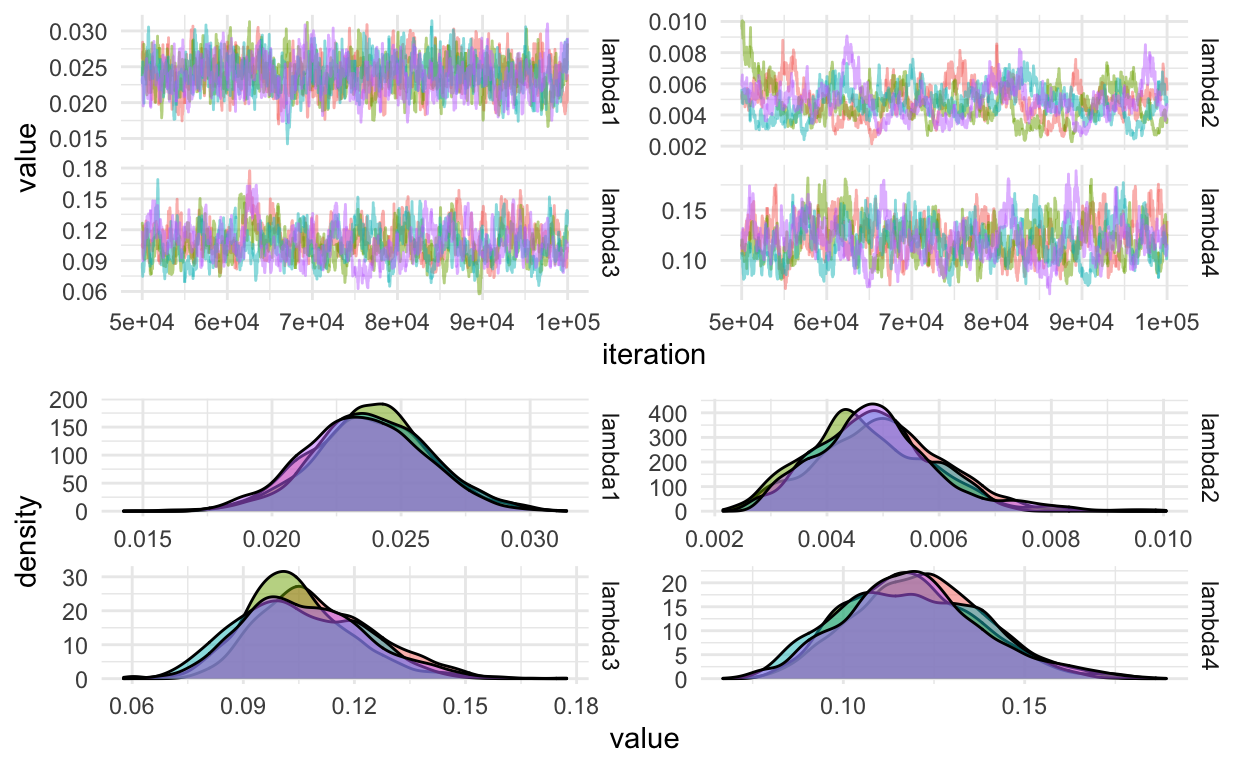 0.030
0.025
0.020
0.015
lambda1
0.010
0.008
0.006
0.004
0.002
lambda2
value
0.18
0.15
0.12
0.09
0.06
lambda3
0.15
0.10
lambda4
5e+04 6e+04 7e+04 8e+04 9e+04 1e+05
5e+04 6e+04 7e+04 8e+04 9e+04 1e+05
iteration
200
150
100
50
0
lambda1
0.015 0.020 0.025 0.030
400
300
200
100
0
lambda2
0.002 0.004 0.006 0.008 0.010
density
30
20
10
0
lambda3
0.06 0.09 0.12 0.15 0.18
20
15
10
5
0
lambda4
0.10 0.15
value